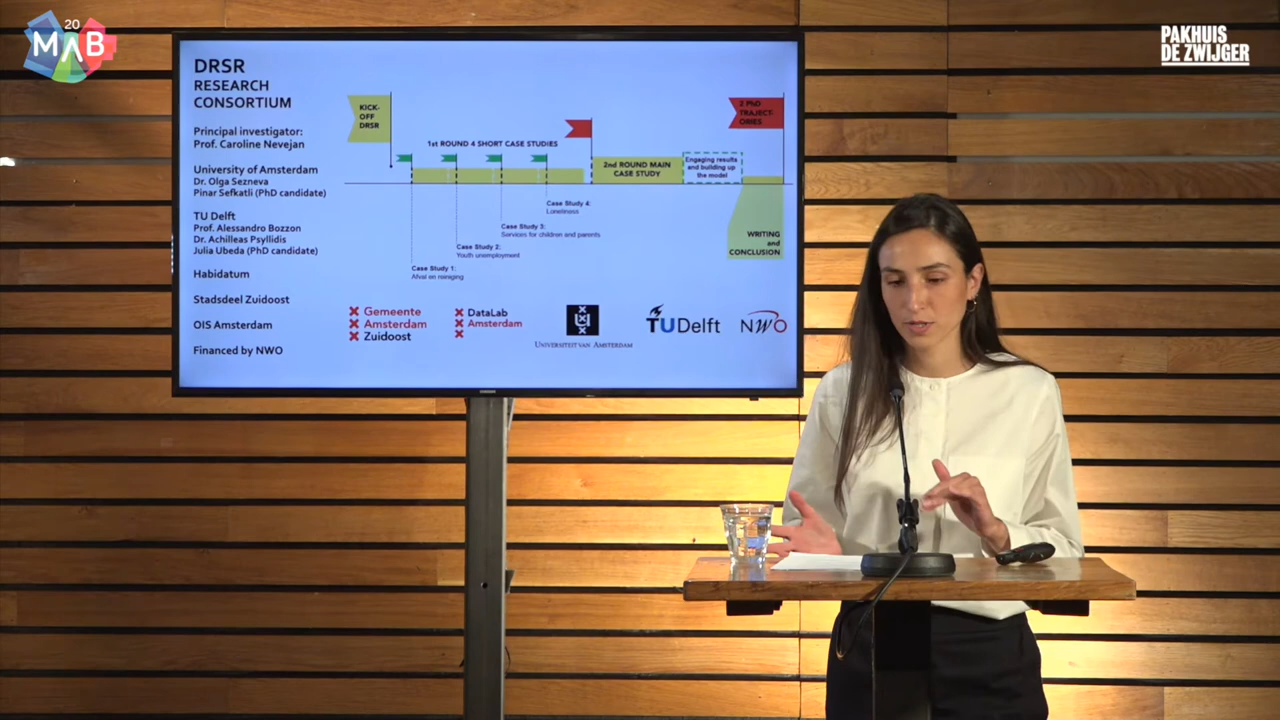 20
MAB
PAKHUIS
DE ZWIJGER
DRSR
RESEARCH
CONSORTIUM
Principal investigator:
Prof. Caroline Nevejan
University of Amsterdam
Dr. Olga Sezneva
Pinar Sefkatli (PhD candidate)
TU Delft
Prof. Alessandro Bozzon
Dr. Achilleas Psyllidis
Julia Ubeda (PhD candidate)
Habidatum
Stadsdeel Zuidoost
OIS Amsterdam
Financed by NWO
KICK-
OFF
DRSR
1st ROUND 4 SHORT CASE STUDIES
2nd ROUND MAIN
CASE STUDY
Engaging results
and building up
the model
2 PhD
TRAJECT-
ORIES
Case Study 4:
Loneliness
Case Study 3:
Services for children and parents
Case Study 2:
Youth unemployment
Case Study 1:
Afval en reiniging
WRITING
and
CONCLUSION
Gemeente
Amsterdam
Zuidoost
DataLab
Amsterdam
UNIVERSITEIT VAN AMSTERDAM
TU Delft
NWO